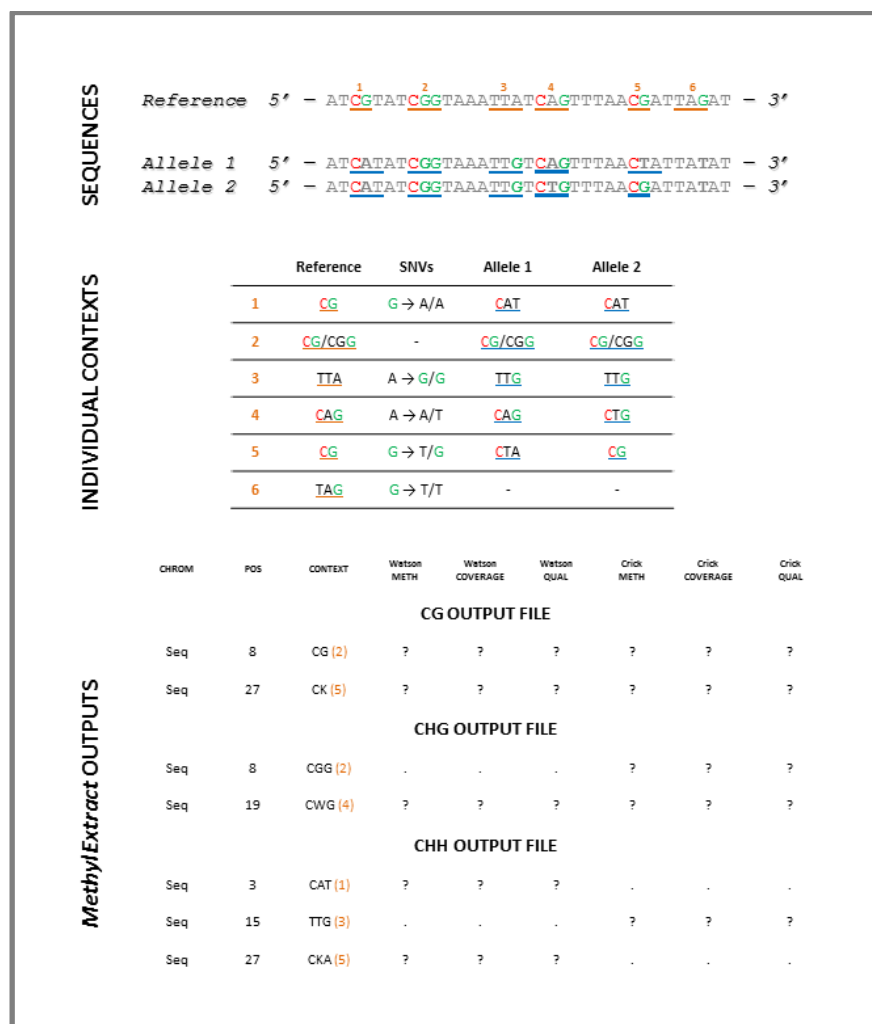 SEQUENCES
1 2 3 4 5 6
Reference 5' – ATCGTATCGGTAAATTATCAGTTTAACGATTAGAT – 3'
Allele 1 5' – ATCATATCGGTAAATTGTCAGTTTAACTATTATAT – 3'
Allele 2 5' – ATCATATCGGTAAATTGTCTGTTTAACGATTATAT – 3'
INDIVIDUAL CONTEXTS
Reference SNVs Allele 1 Allele 2
1 CG G → A/A CAT CAT
2 CG/CGG - CG/CGG CG/CGG
3 TTA A → G/G TTG TTG
4 CAG A → A/T CAG CTG
5 CG G → T/G CTA CG
6 TAG G → T/T - -
MethylExtract OUTPUTS
CHROM POS CONTEXT Watson METH Watson COVERAGE Watson QUAL Crick METH Crick COVERAGE Crick QUAL
CG OUTPUT FILE
Seq 8 CG (2) ? ? ? ? ? ?
Seq 27 CK (5) ? ? ? ? ? ?
CHG OUTPUT FILE
Seq 8 CGG (2) . . . ? ? ?
Seq 19 CWG (4) ? ? ? ? ? ?
CHH OUTPUT FILE
Seq 3 CAT (1) ? ? ? . . .
Seq 15 TTG (3) . . . ? ? ?
Seq 27 CKA (5) ? ? ? . . .